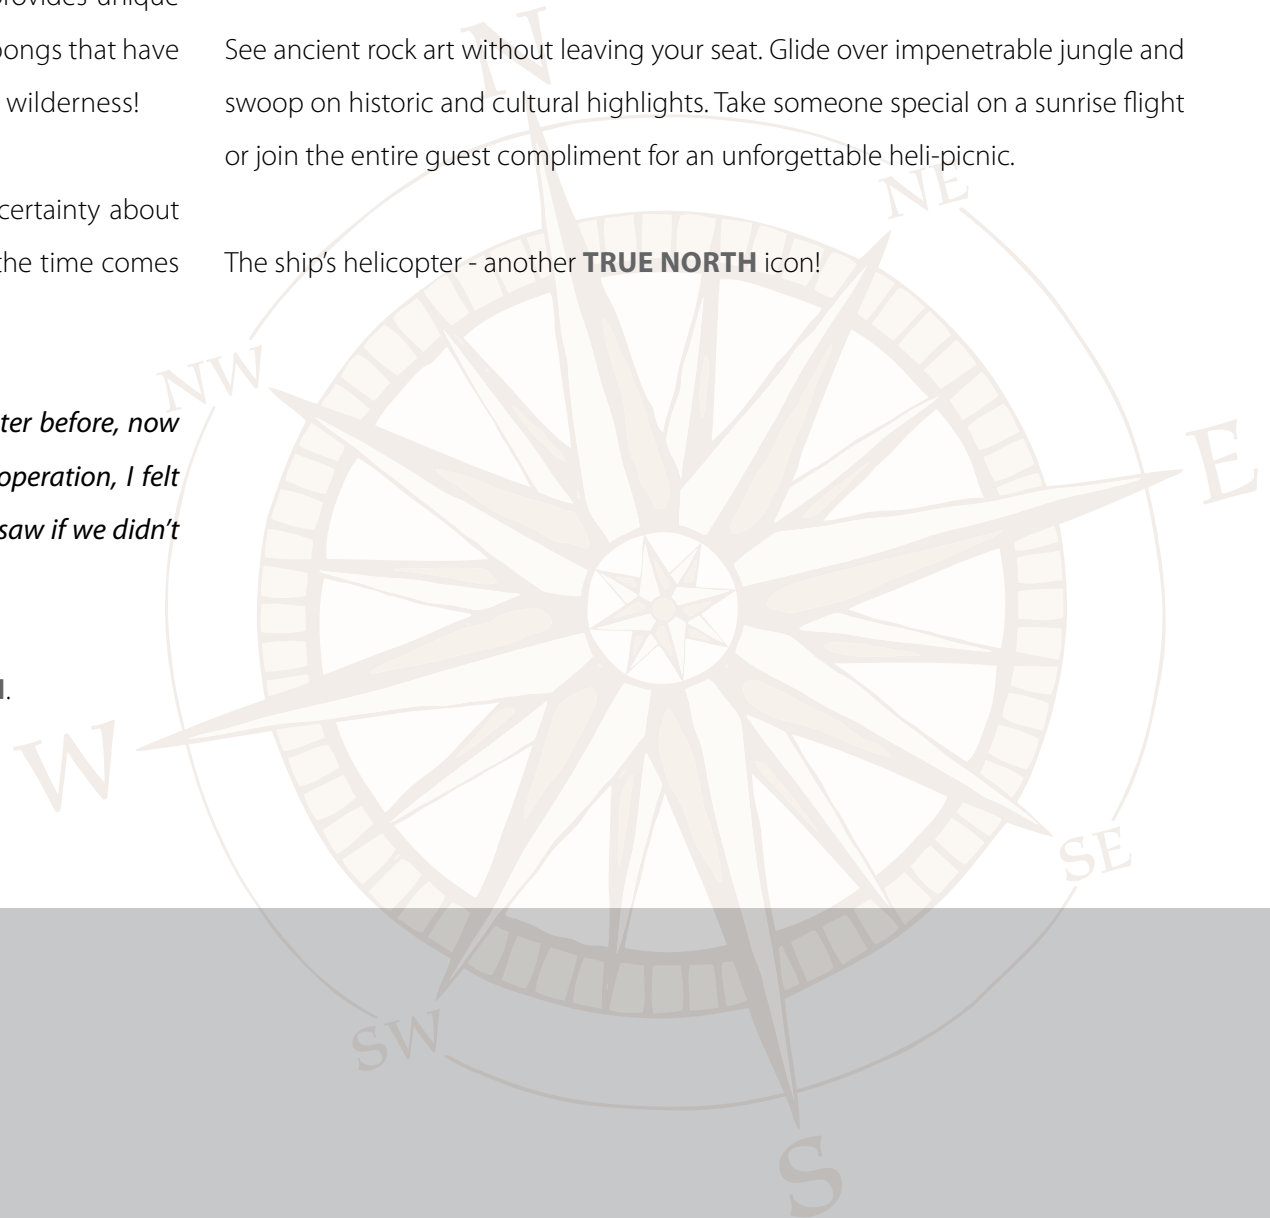 provides unique
have
wilderness!
certainty about
the time comes
ter before, now
operation, I felt
saw if we didn’t
.
See ancient rock art without leaving your seat. Glide over impenetrable jungle and
swoop on historic and cultural highlights. Take someone special on a sunrise flight
or join the entire guest compliment for an unforgettable heli-picnic.
The ship’s helicopter - another TRUE NORTH icon!
N
NE
NW
E
W
SE
SW
S